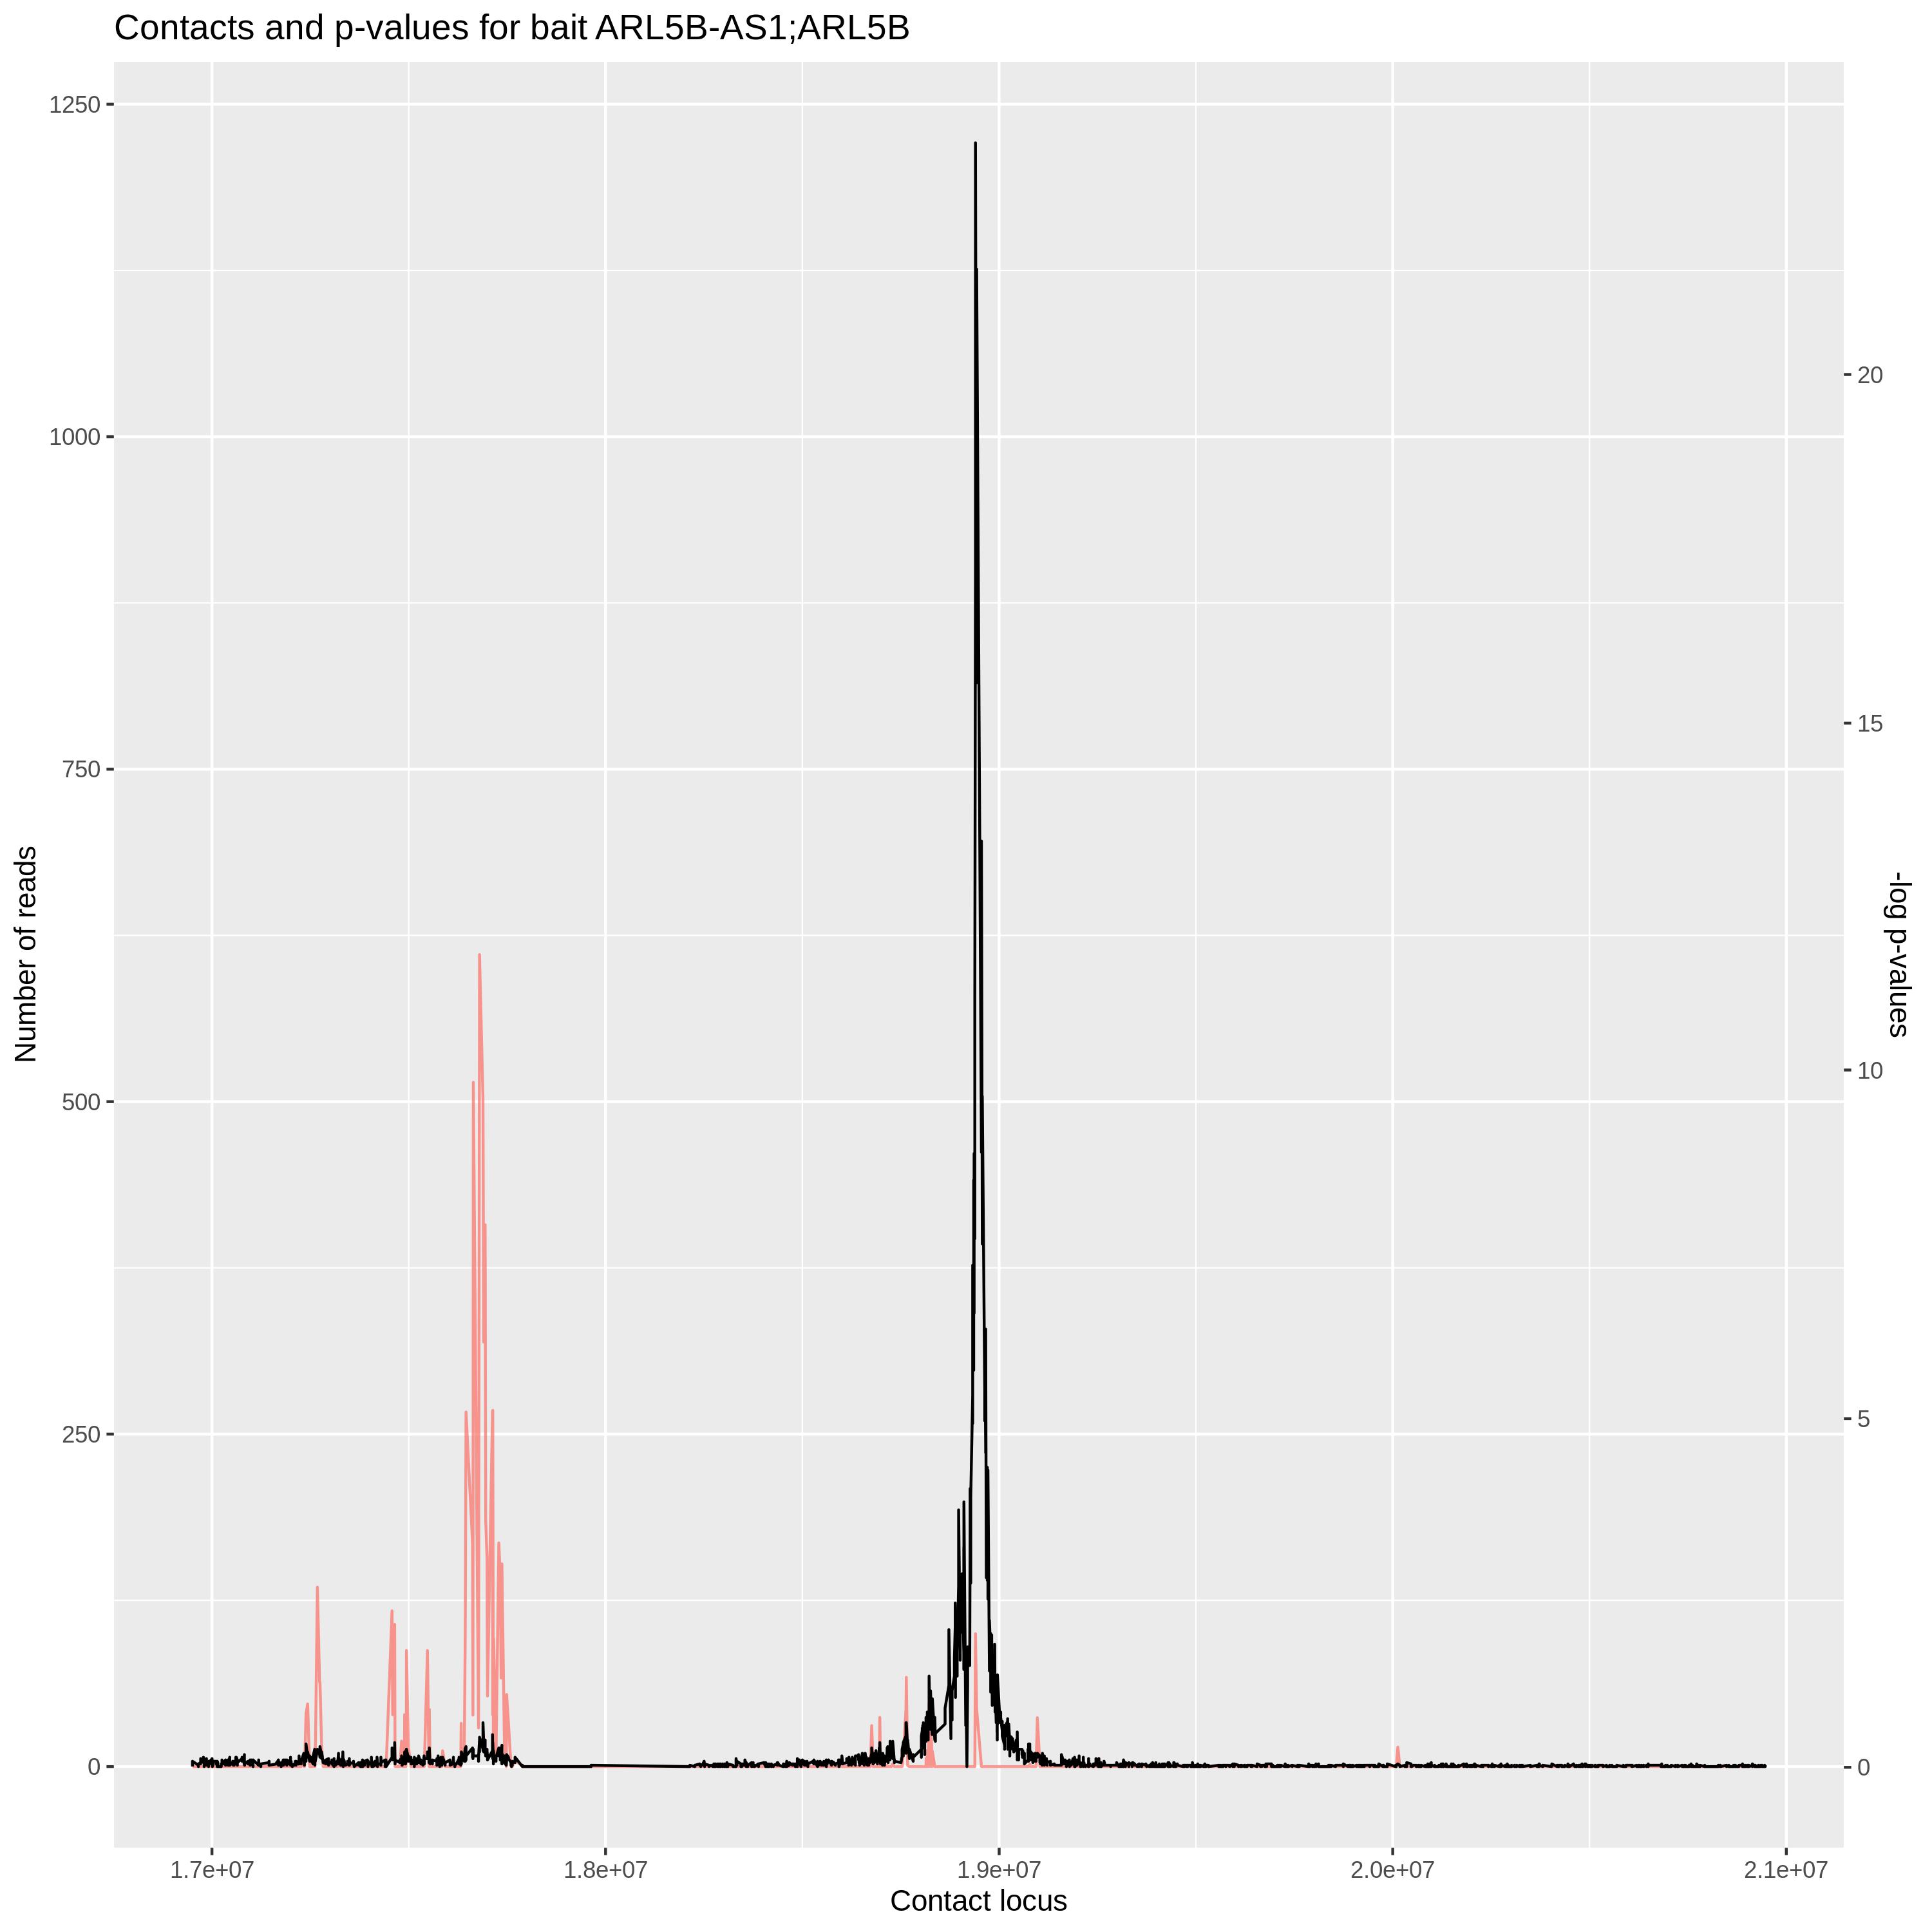 Contacts and p-values for bait ARL5B-AS1;ARL5B
1250
1000
750
500
250
0
Number of reads
20
15
10
5
0
-log p-values
1.7e+07
1.8e+07
1.9e+07
2.0e+07
2.1e+07
Contact locus